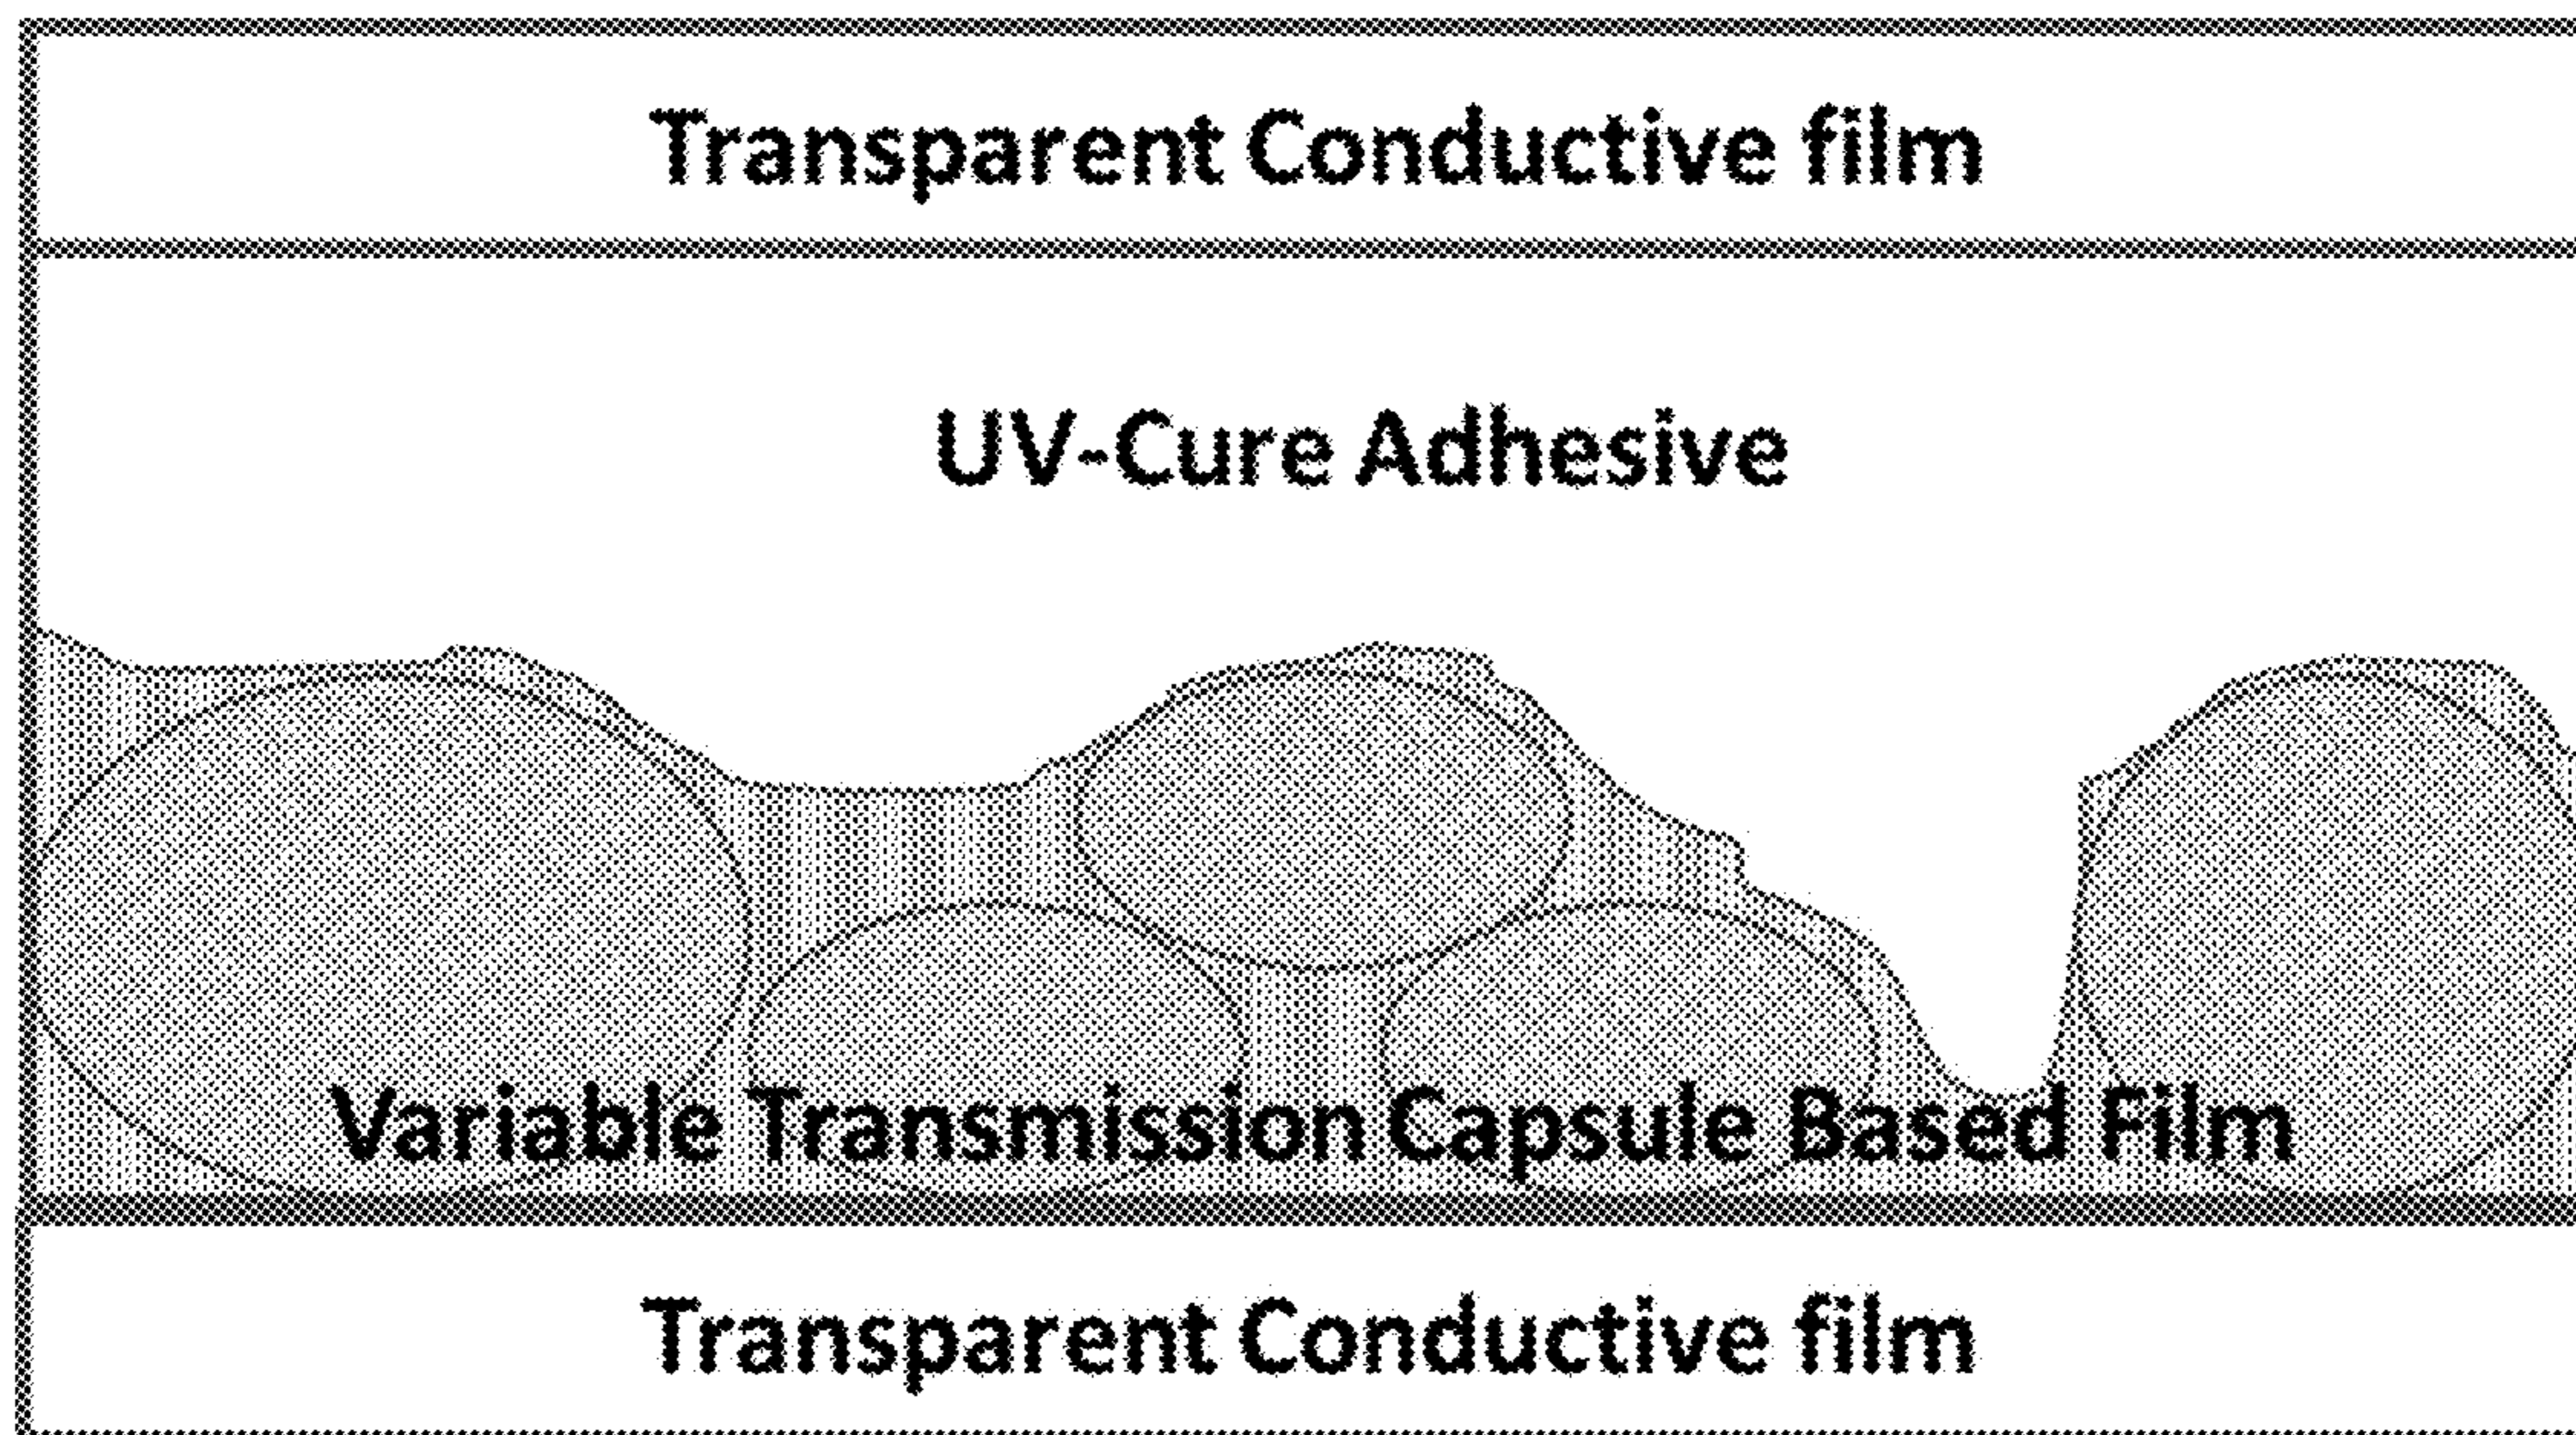 Transparent Conductive film
UV-Cure Adhesive
Variable Transmission Capsule Based Film
Transparent Conductive film